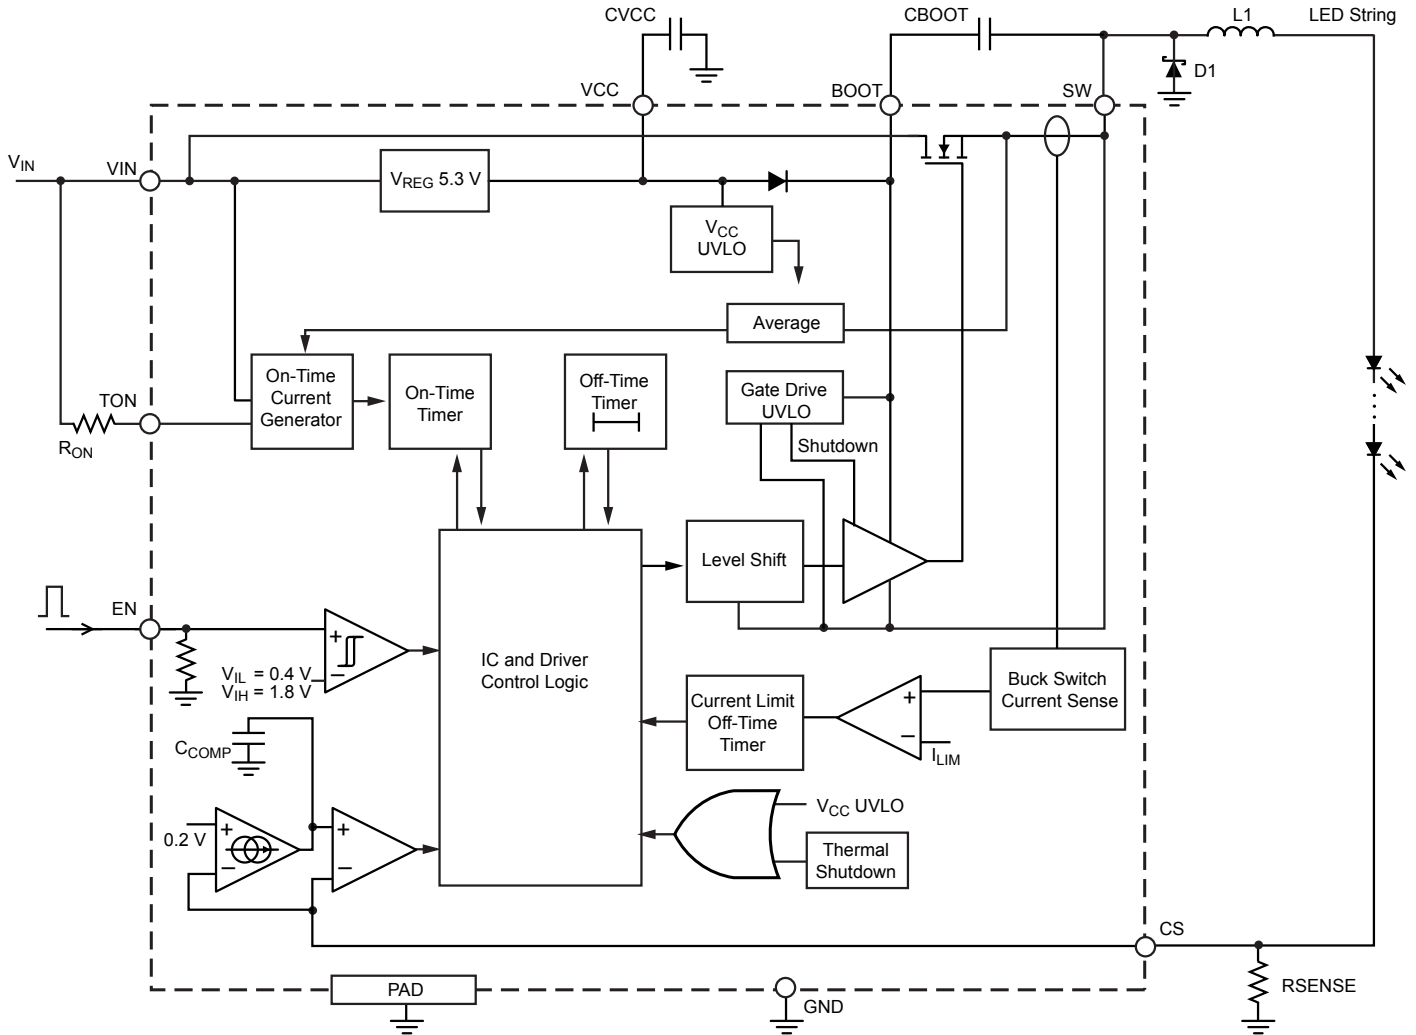 CVCC
CBOOT
L1
LED String
D1
VCC
BOOT
SW
VIN
VIN
VREG 5.3 V
VCC
UVLO
Average
On-Time
Current
Generator
On-Time
Timer
Off-Time
Timer
Gate Drive
UVLO
TON
RON
Shutdown
Level Shift
EN
VIL = 0.4 V
VIH = 1.8 V
IC and Driver
Control Logic
Buck Switch
Current Sense
Current Limit
Off-Time
Timer
+
−
ILIM
+
−
CCOMP
VCC UVLO
Thermal
Shutdown
0.2 V
+
−
+
−
CS
RSENSE
PAD
GND